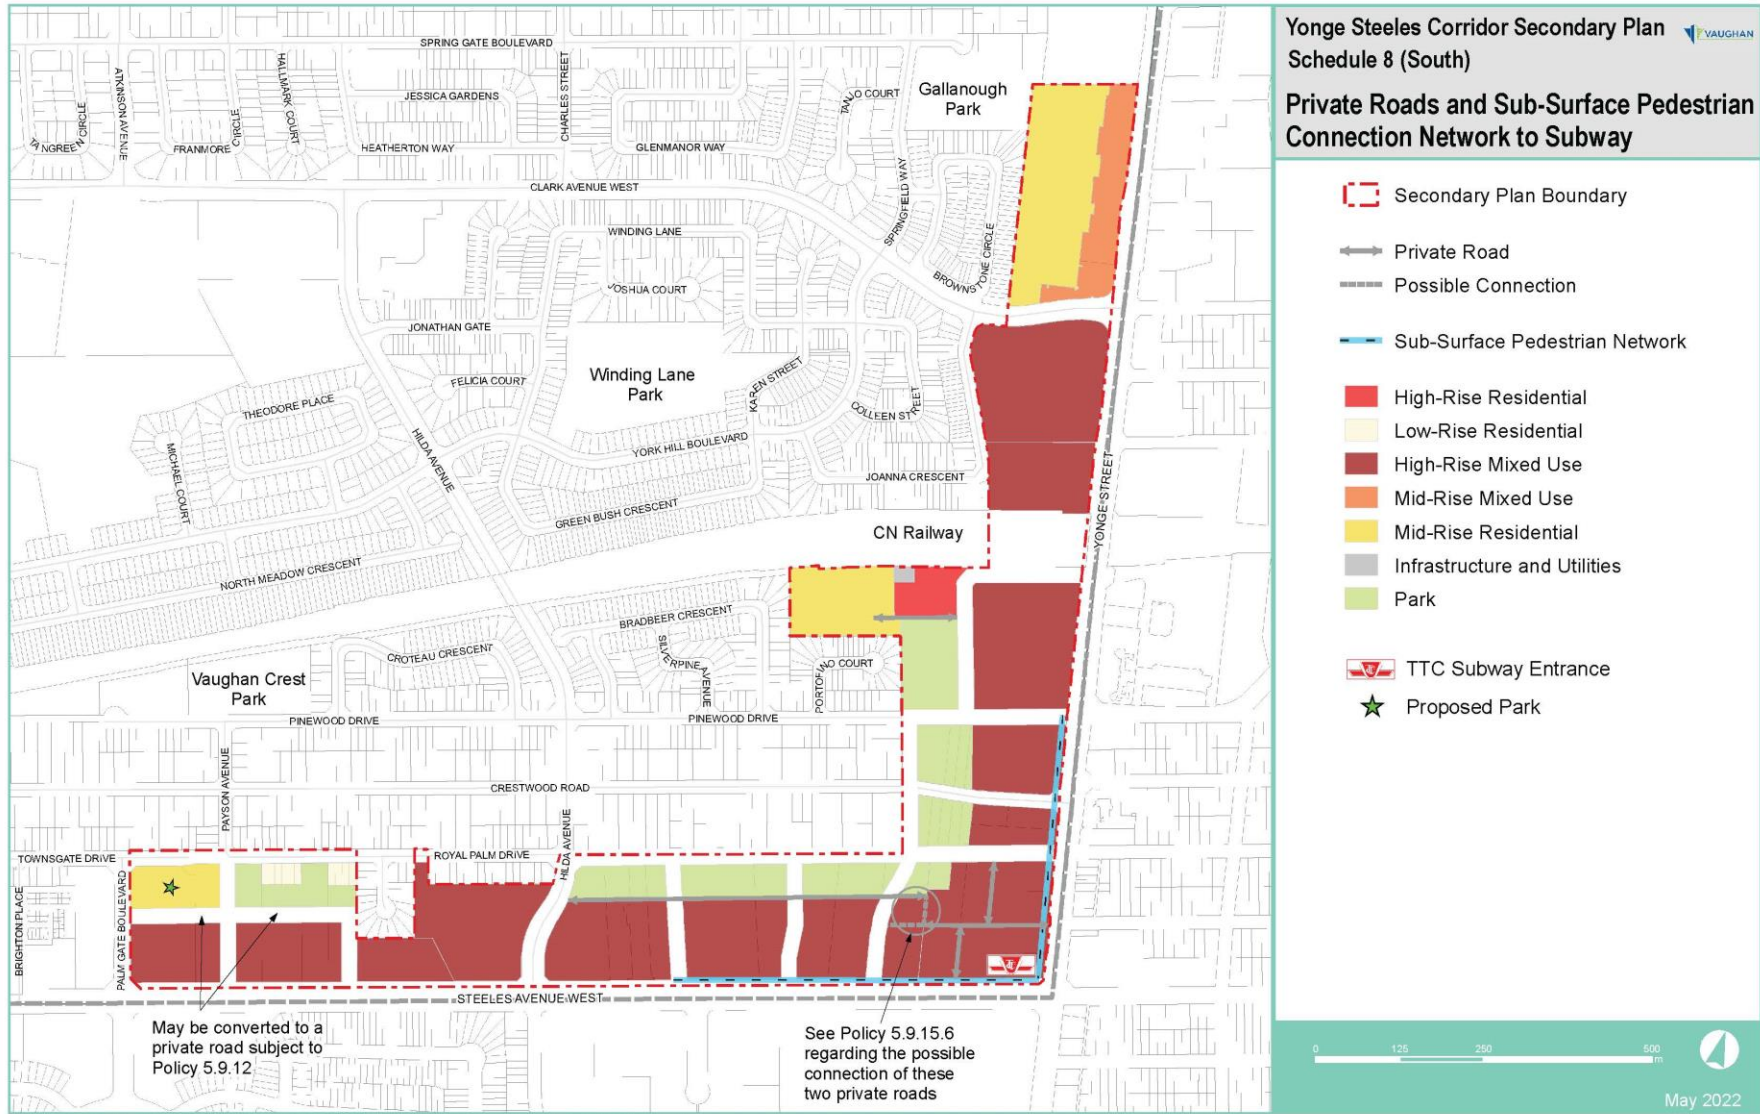 Yonge Steeles Corridor Secondary Plan
VAUGHAN
Schedule 8 (South)
Private Roads and Sub-Surface Pedestrian
Connection Network to Subway
Secondary Plan Boundary
Private Road
Possible Connection
Sub-Surface Pedestrian Network
High-Rise Residential
Low-Rise Residential
High-Rise Mixed Use
Mid-Rise Mixed Use
Mid-Rise Residential
Infrastructure and Utilities
Park
TTC Subway Entrance
Proposed Park
0 125 250 500
m
May 2022
SPRING GATE BOULEVARD
ATKINSON AVENUE
TANGREEN CIRCLE
FRANMORE CIRCLE
HALLMARK COURT
JESSICA GARDENS
CHARLES STREET
HEATHERTON WAY
GLENMANOR WAY
TANJO COURT
Gallanough
Park
SPRINGFIELD WAY
CLARK AVENUE WEST
WINDING LANE
BROWNSTONE CIRCLE
JOSHUA COURT
JONATHAN GATE
Winding Lane
Park
FELICIA COURT
KAREN STREET
COLLEEN STREET
THEODORE PLACE
MICHAEL COURT
HILDA AVENUE
YORK HILL BOULEVARD
JOANNA CRESCENT
GREEN BUSH CRESCENT
YONGE STREET
CN Railway
NORTH MEADOW CRESCENT
BRADBEER CRESCENT
CROTEAU CRESCENT
SILVERPINE AVENUE
PORTOFINO COURT
Vaughan Crest
Park
PINEWOOD DRIVE
PINEWOOD DRIVE
PAYSON AVENUE
CRESTWOOD ROAD
HILDA AVENUE
TOWNSGATE DRIVE
ROYAL PALM DRIVE
BRIGHTON PLACE
PALM GATE BOULEVARD
STEELES AVENUE WEST
May be converted to a
private road subject to
Policy 5.9.12
See Policy 5.9.15.6
regarding the possible
connection of these
two private roads